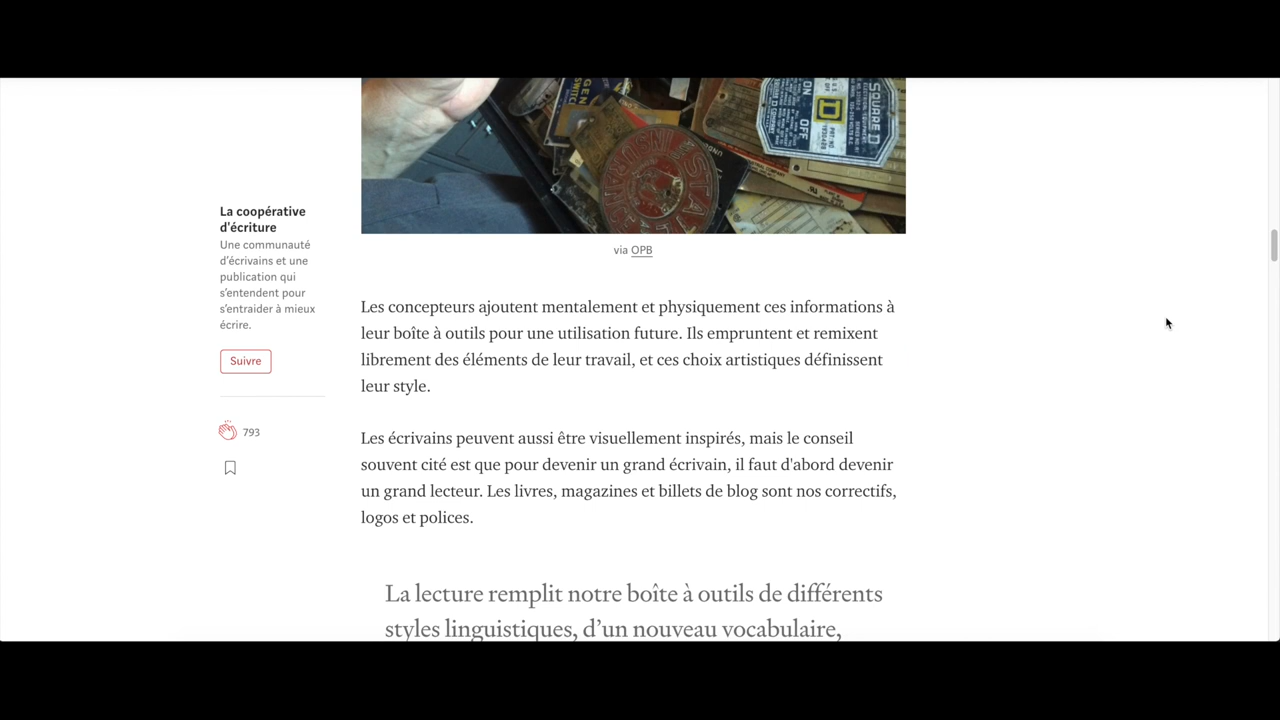 SQUARE D
ON
OFF
D
La coopérative
d'écriture
Une communauté
d’écrivains et une
publication qui
s’entendent pour
s’entraider à mieux
écrire.
Suivre
793
via OPB
Les concepteurs ajoutent mentalement et physiquement ces informations à
leur boîte à outils pour une utilisation future. Ils empruntent et remixent
librement des éléments de leur travail, et ces choix artistiques définissent
leur style.
Les écrivains peuvent aussi être visuellement inspirés, mais le conseil
souvent cité est que pour devenir un grand écrivain, il faut d'abord devenir
un grand lecteur. Les livres, magazines et billets de blog sont nos correctifs,
logos et polices.
La lecture remplit notre boîte à outils de différents
styles linguistiques, d’un nouveau vocabulaire,